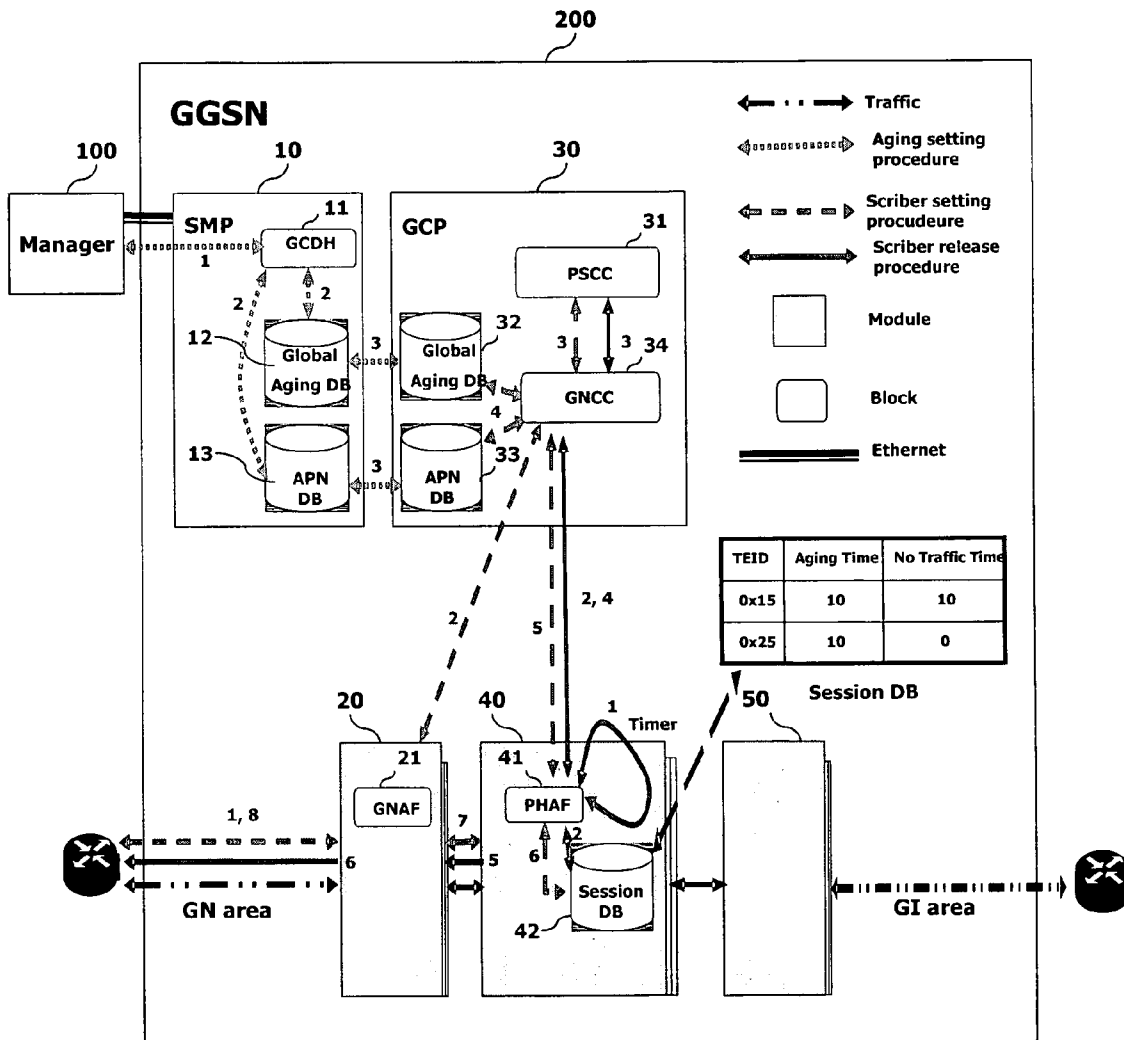 200
GGSN
100
Manager
10
SMP
11
GCDH
1
2
2
12
Global
Aging DB
13
APN
DB
3
3
30
GCP
31
PSCC
3
3
32
Global
Aging DB
34
GNCC
4
33
APN
DB
Traffic
Aging setting
procedure
Scriber setting
procudeure
Scriber release
procedure
Module
Block
Ethernet
TEID Aging Time No Traffic Time
0x15 10 10
0x25 10 0
Session DB
2
5
2, 4
20
21
GNAF
40
41
PHAF
1
Timer
6
2
Session
DB
42
50
1, 8
6
7
5
GN area
GI area